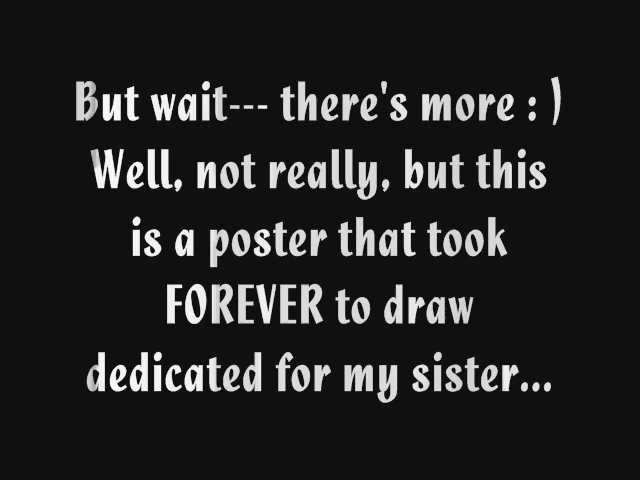 But wait--- there's more : )
Well, not really, but this
is a poster that took
FOREVER to draw
dedicated for my sister...